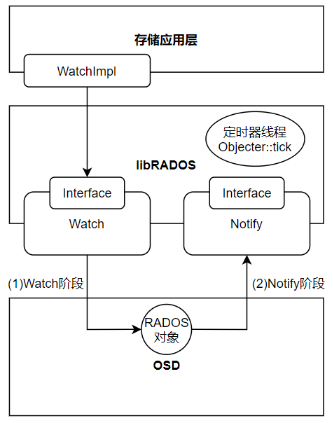 存储应用层
WatchImpl
定时器线程
Objecter::tick
libRADOS
Interface
Interface
Watch
Notify
(1)Watch阶段
(2)Notify阶段
RADOS
对象
OSD